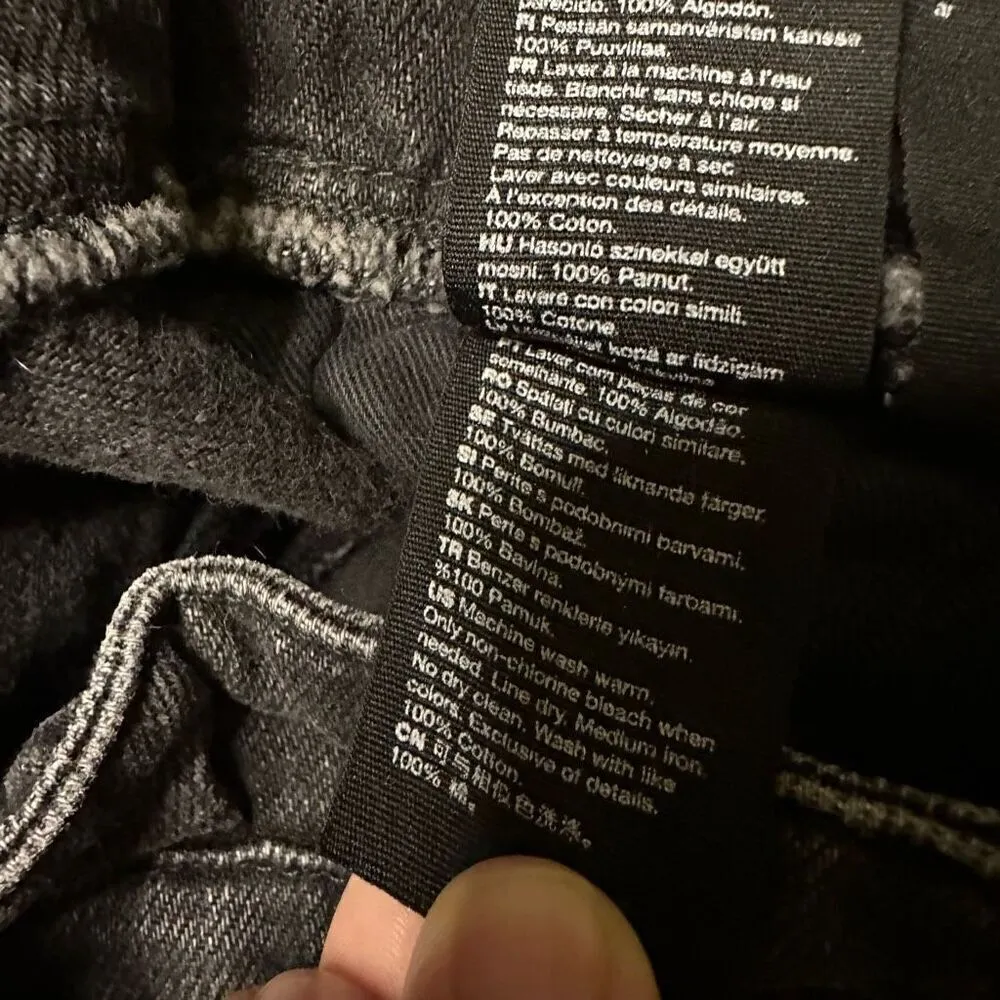 parecido. 100% Algodón.
FI Pestään samanväristen kanssa
100% Puuvillaa.
FR Laver à la machine à l'eau
tiède. Blanchir sans chlore si
nécessaire. Sécher à l'air.
Repasser à température moyenne.
Pas de nettoyage à sec
Laver avec couleurs similaires.
À l'exception des détails.
100% Coton.
HU Hasonló színekkel együtt
mosni. 100% Pamut.
IT Lavare con colori simili.
100% Cotone
kopā ar līdzīgām
PT Lavar com peças de cor
semelhante. 100% Algodão.
RO Spălați cu culori similare.
100% Bumbac.
SE Tvättas med liknande färger.
100% Bomull.
SI Perite s podobnimi barvami.
100% Bombaž.
SK Perte s podobnými farbami.
100% Bavlna.
TR Benzer renklerle yıkayın.
%100 Pamuk.
US Machine wash warm.
Only non-chlorine bleach when
needed. Line dry. Medium iron.
No dry clean. Wash with like
colors. Exclusive of details.
100% Cotton.
CN 可与相似色洗涤。
100% 棉。
ar